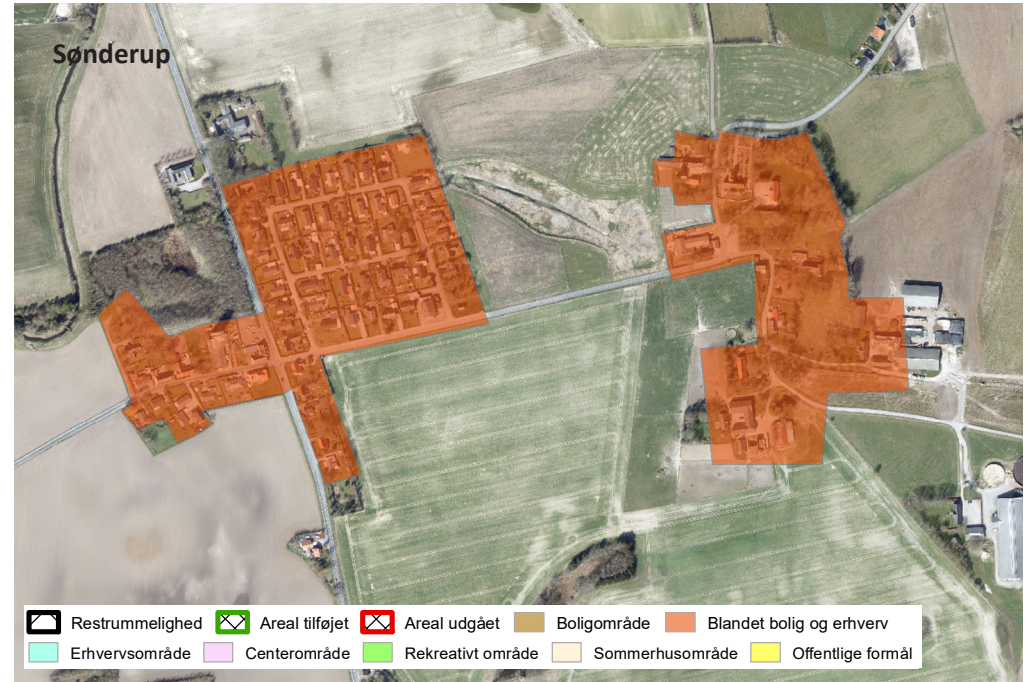 Sønderup
Restrummelighed Areal tilføjet Areal udgået Boligområde Blandet bolig og erhverv
Erhvervsområde Centerområde Rekreativt område Sommerhusområde Offentlige formål